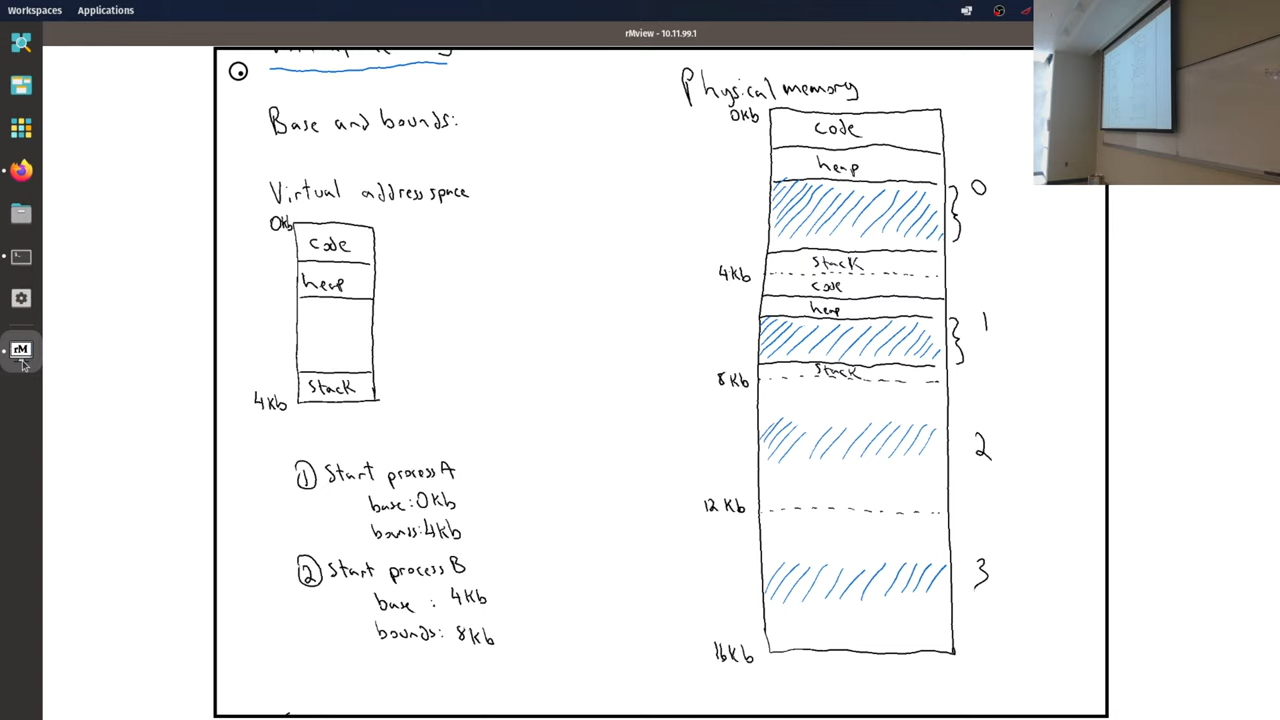 Workspaces Applications
rMview - 10.11.99.1
rM
Base and bounds:
Virtual address space
0Kb
code
heap
stack
4Kb
① Start process A
base: 0Kb
bounds: 4Kb
② Start process B
base : 4Kb
bounds: 8Kb
Physical memory
0Kb
code
heap
0
stack
4Kb
code
heap
1
stack
8Kb
2
12 Kb
3
16Kb